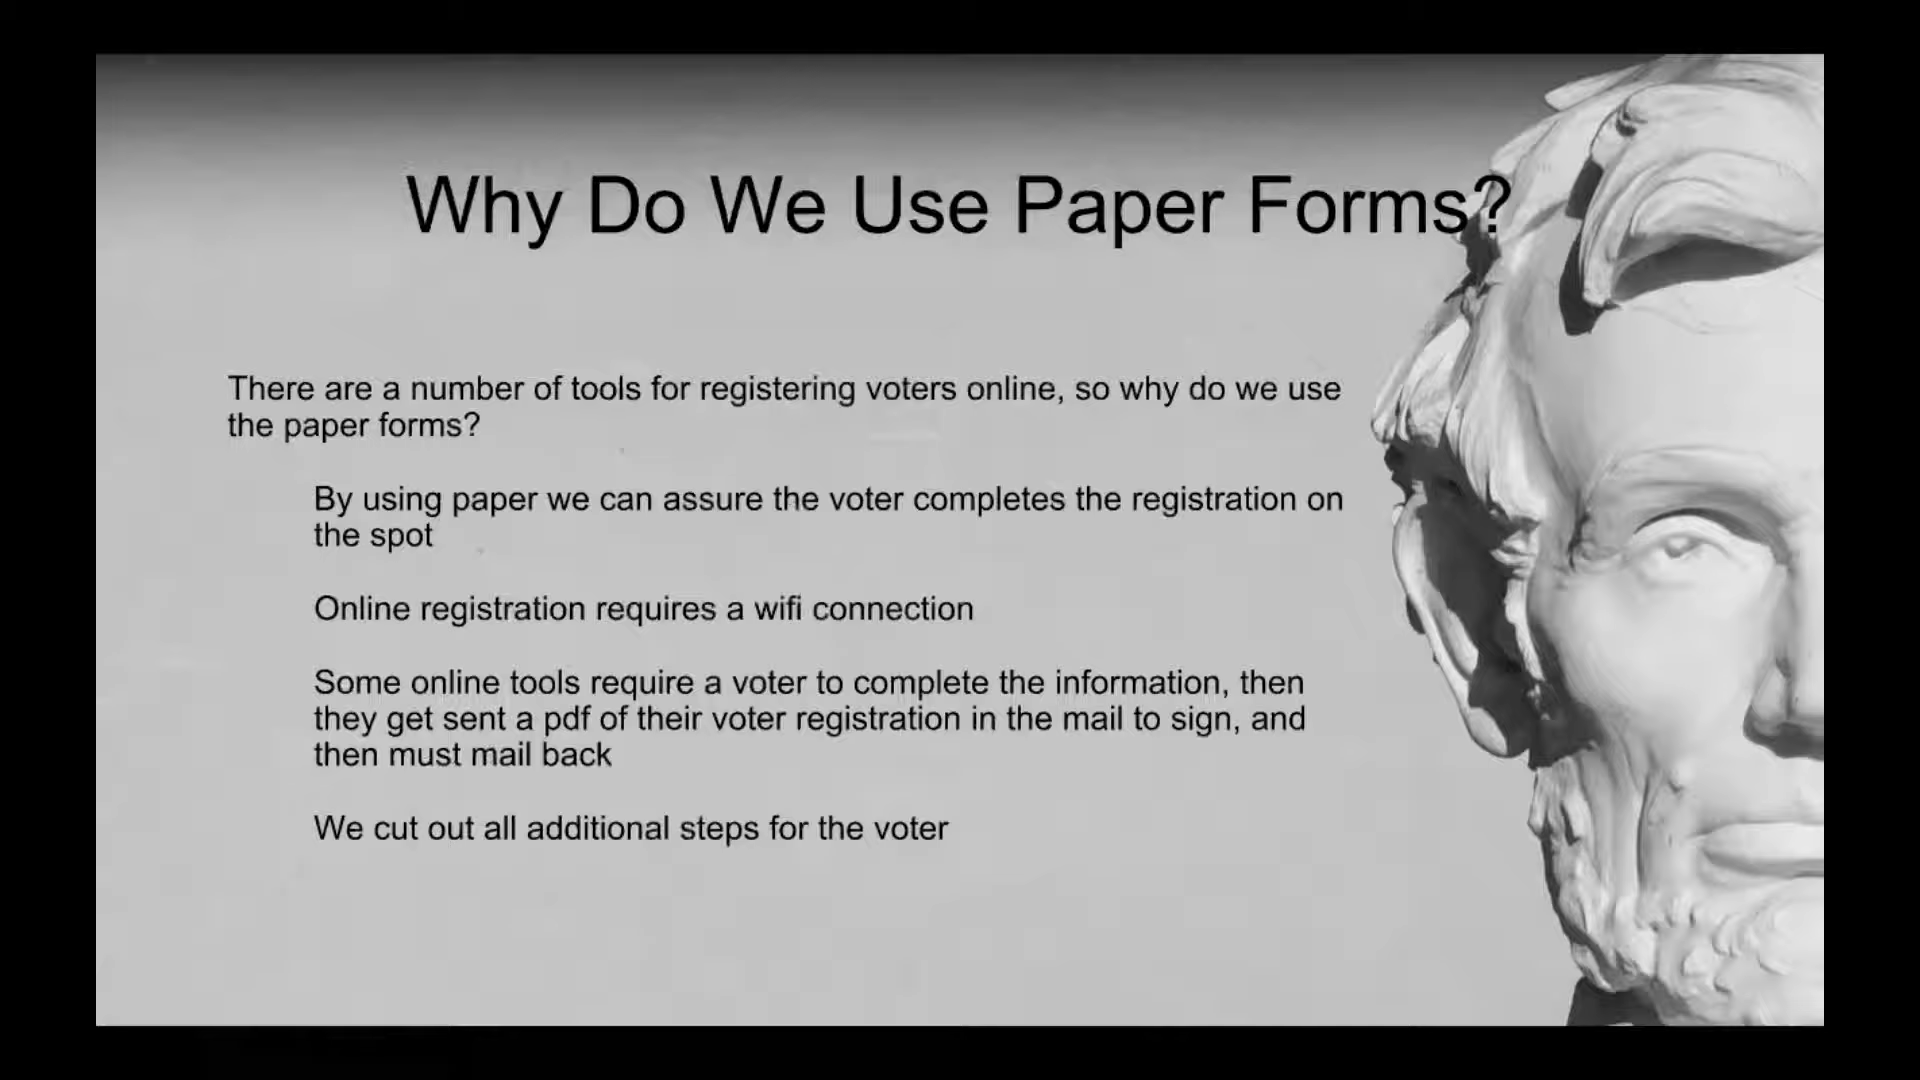 Why Do We Use Paper Forms?
There are a number of tools for registering voters online, so why do we use
the paper forms?
By using paper we can assure the voter completes the registration on
the spot
Online registration requires a wifi connection
Some online tools require a voter to complete the information, then
they get sent a pdf of their voter registration in the mail to sign, and
then must mail back
We cut out all additional steps for the voter